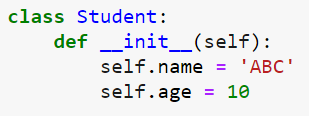 class Student:
    def __init__(self):
        self.name = 'ABC'
        self.age = 10